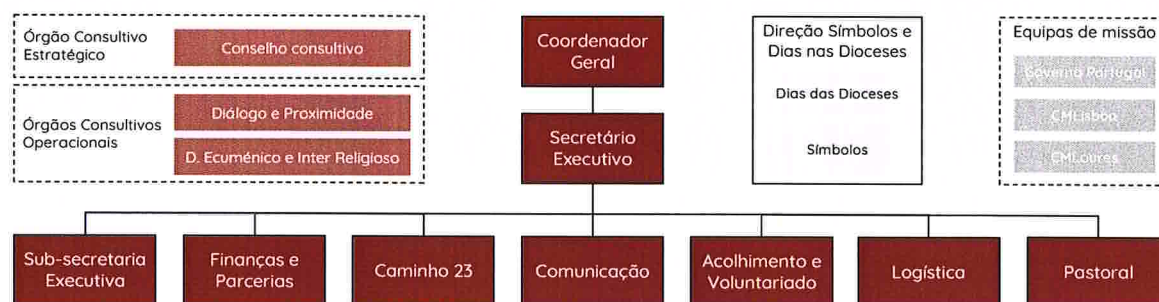 Órgão Consultivo
Estratégico
Conselho consultivo
Órgãos Consultivos
Operacionais
Diálogo e Proximidade
D. Ecuménico e Inter Religioso
Coordenador
Geral
Secretário
Executivo
Direção Símbolos e
Dias nas Dioceses
Dias das Dioceses
Símbolos
Equipas de missão
Governo Portugal
CMLisboa
CMLoures
Sub-secretaria
Executiva
Finanças e
Parcerias
Caminho 23
Comunicação
Acolhimento e
Voluntariado
Logística
Pastoral